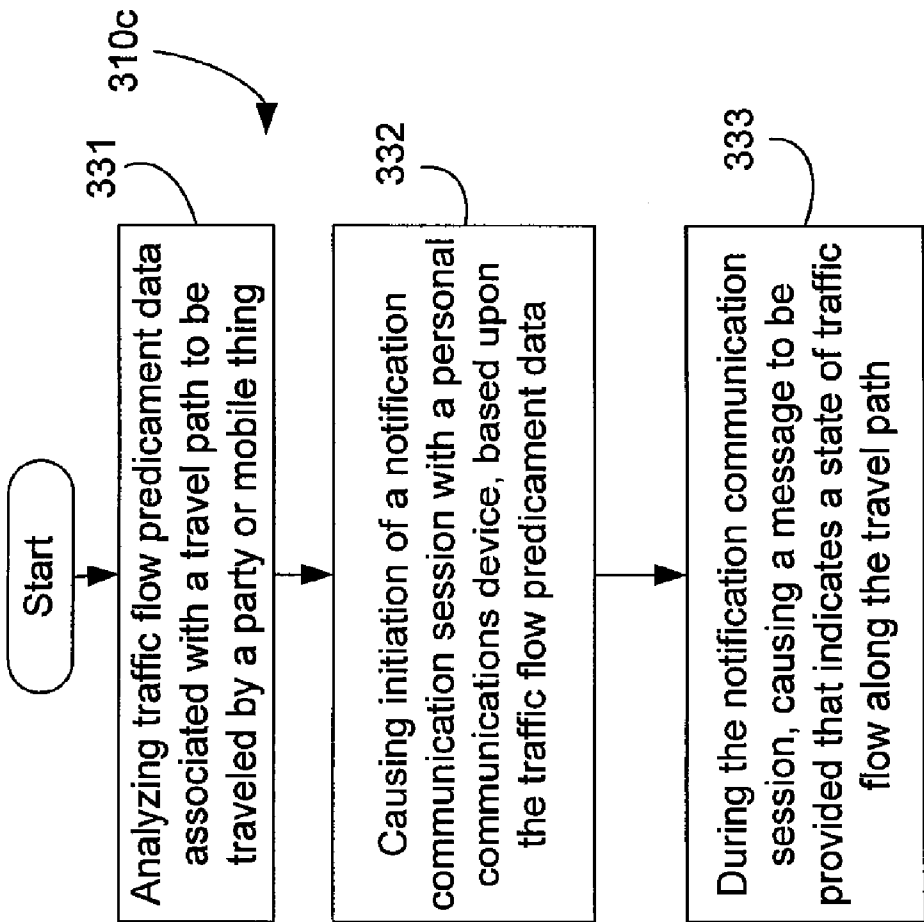 Start
310c
331
Analyzing traffic flow predicament data
associated with a travel path to be
traveled by a party or mobile thing
332
Causing initiation of a notification
communication session with a personal
communications device, based upon
the traffic flow predicament data
333
During the notification communication
session, causing a message to be
provided that indicates a state of traffic
flow along the travel path